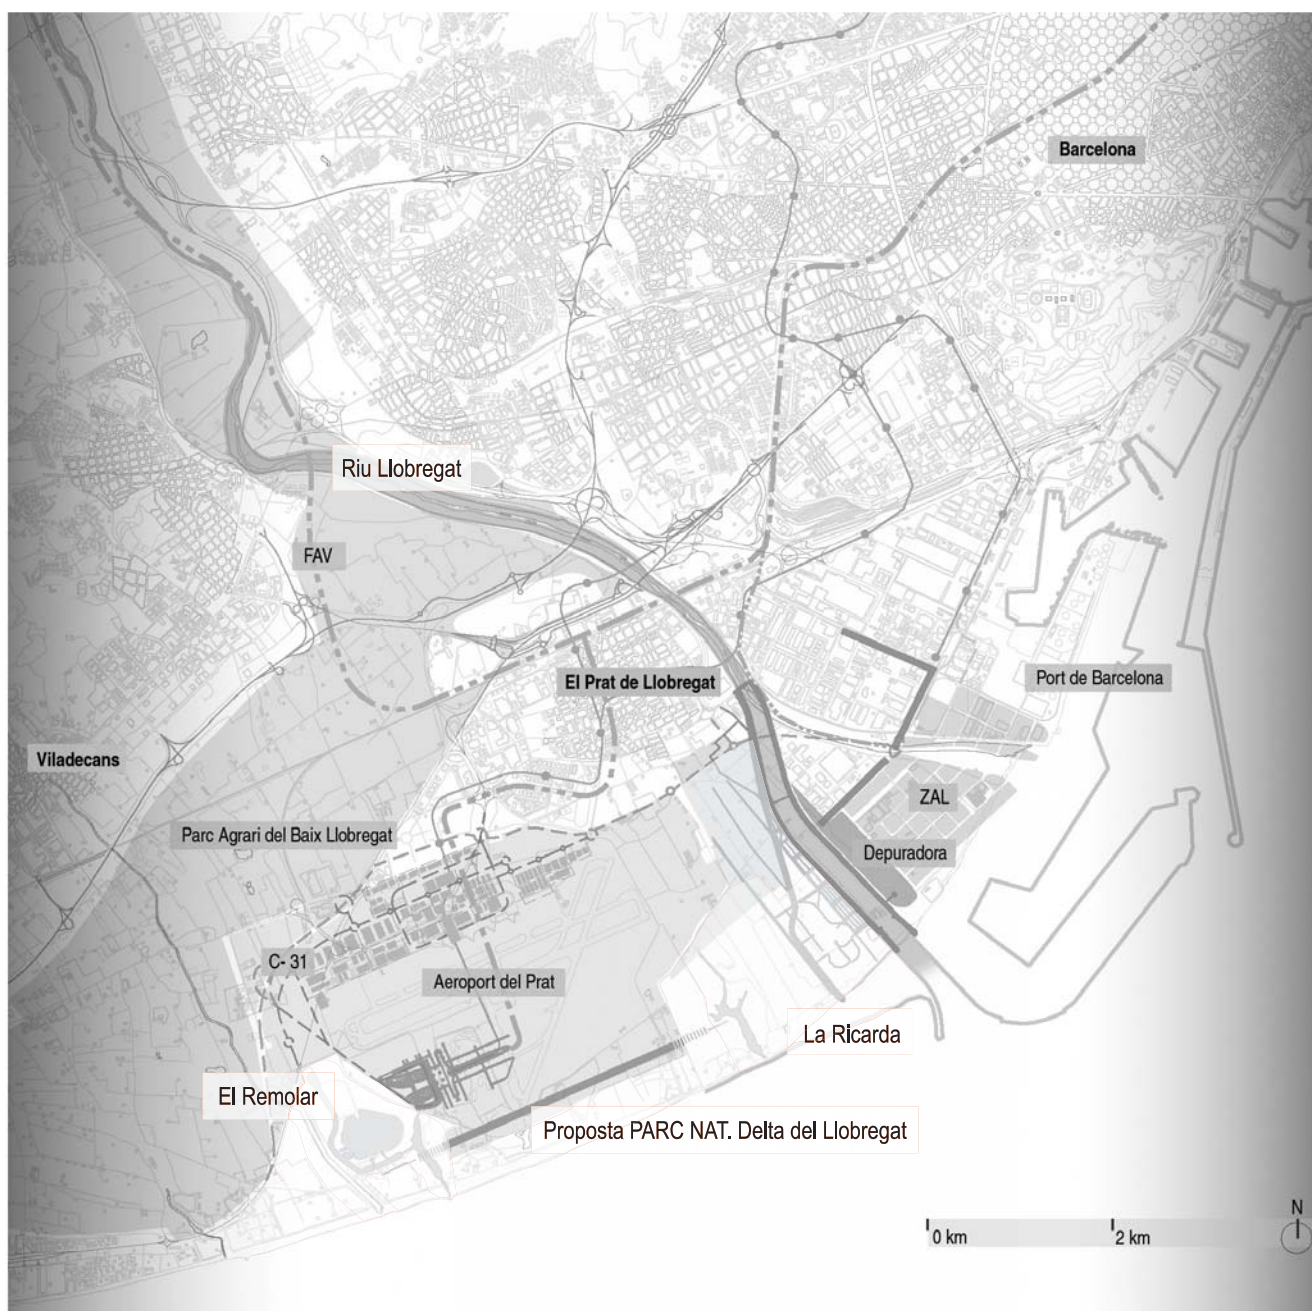 Barcelona
Riu Llobregat
FAV
El Prat de Llobregat
Port de Barcelona
Viladecans
ZAL
Parc Agrari del Baix Llobregat
Depuradora
C- 31
Aeroport del Prat
La Ricarda
El Remolar
Proposta PARC NAT. Delta del Llobregat
N
0 km
2 km